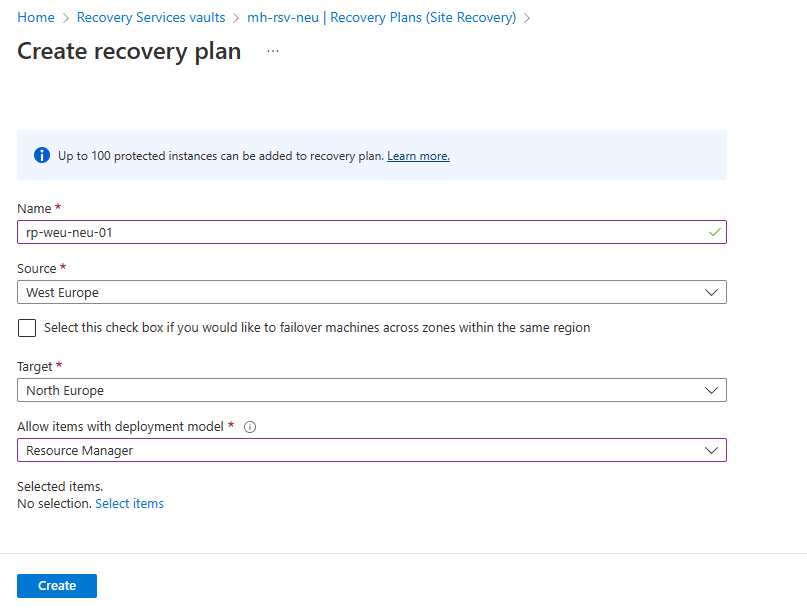 Home > Recovery Services vaults > mh-rsv-neu | Recovery Plans (Site Recovery) >
Create recovery plan ...
Up to 100 protected instances can be added to recovery plan. Learn more.
Name *
rp-weu-neu-01
Source *
West Europe
Select this check box if you would like to failover machines across zones within the same region
Target *
North Europe
Allow items with deployment model *
Resource Manager
Selected items.
No selection. Select items
Create